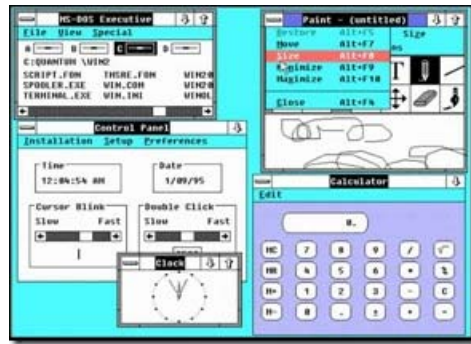 MS-DOS Executive
File View Special
A B C D
C:QUANTUM \WIN2
SCRIPT.FON THSRE.FON WIN20
SPOOLER.EXE WIN.COM WIN20
TERMINAL.EXE WIN.INI WINOL
Paint - (untitled)
Restore Alt+F5
Move Alt+F7
Size Alt+F8
Minimize Alt+F9
Maximize Alt+F10
Close Alt+F4
Size
T
Control Panel
Installation Setup Preferences
Time
12:04:54 AM
Date
1/09/95
Cursor Blink
Slow Fast
Double Click
Slow Fast
Clock
Calculator
Edit
0.
MC 7 8 9 / √
MR 4 5 6 * %
M+ 1 2 3 - C
M- 0 . ± + =